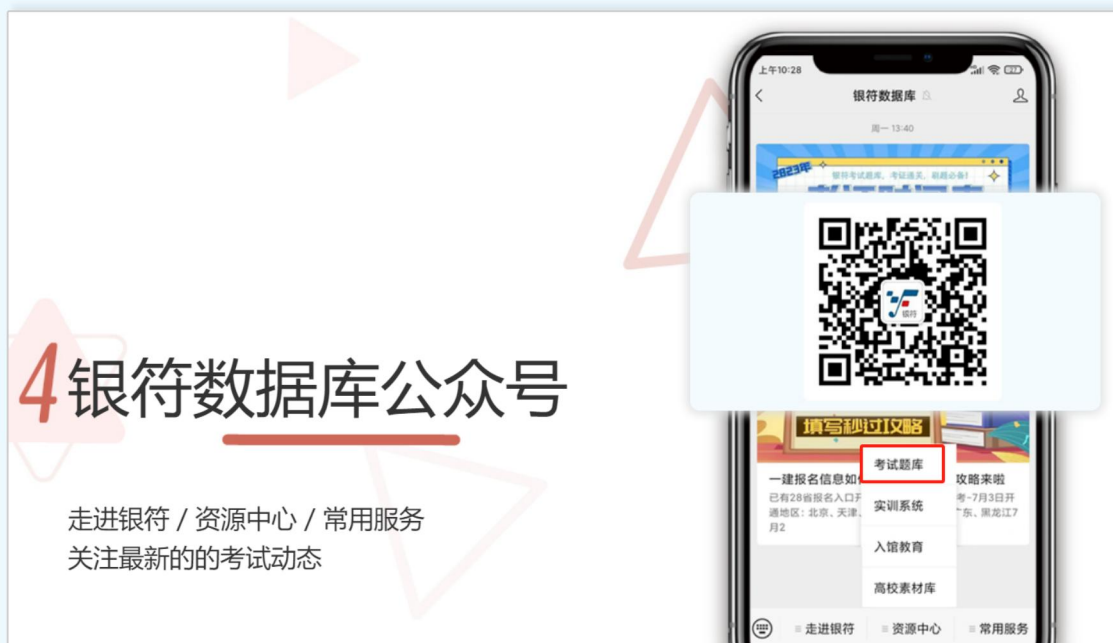 4 银符数据库公众号
走进银符 / 资源中心 / 常用服务
关注最新的的考试动态
上午10:28
银符数据库
周一 13:40
2023年
银符考试题库，考证通关，刷题必备！
银符
填写秒过攻略
考试题库
一建报名信息如
攻略来啦
已有28省报名入口开
考-7月3日开
通地区：北京、天津、
广东、黑龙江7
月2
实训系统
入馆教育
高校素材库
走进银符
资源中心
常用服务